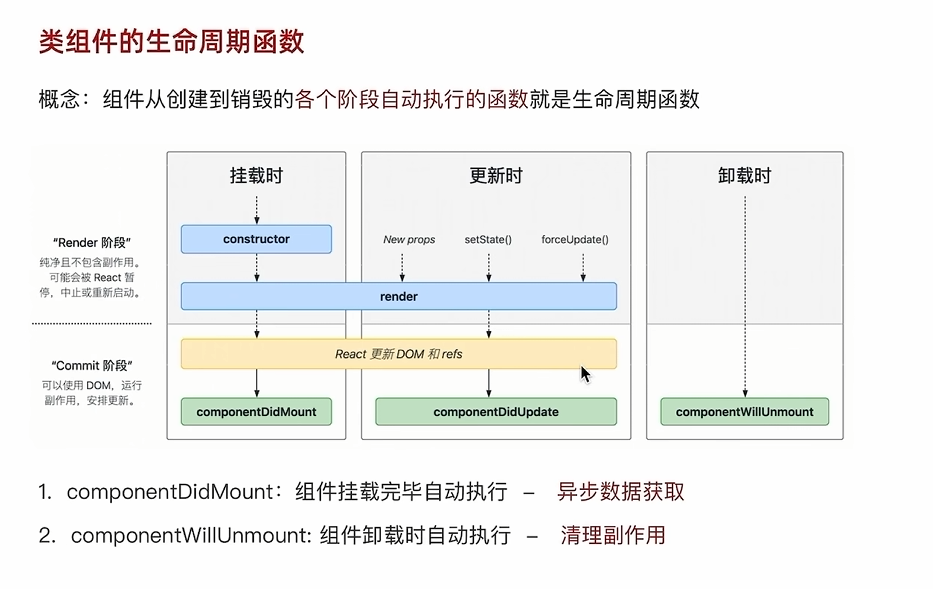 类组件的生命周期函数
概念：组件从创建到销毁的各个阶段自动执行的函数就是生命周期函数
挂载时
更新时
卸载时
“Render 阶段”
纯净且不包含副作用。
可能会被 React 暂
停，中止或重新启动。
constructor
New props
setState()
forceUpdate()
render
“Commit 阶段”
可以使用 DOM，运行
副作用，安排更新。
React 更新 DOM 和 refs
componentDidMount
componentDidUpdate
componentWillUnmount
1. componentDidMount：组件挂载完毕自动执行 – 异步数据获取
2. componentWillUnmount: 组件卸载时自动执行 – 清理副作用